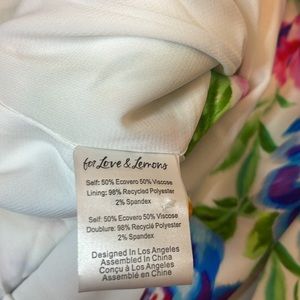 for Love & Lemons
Self: 50% Ecovero 50% Viscose
Lining: 98% Recycled Polyester
2% Spandex
Self: 50% Ecovero 50% Viscose
Doublure: 98% Recyclé Polyester
2% Spandex
Designed In Los Angeles
Assembled In China
Conçu à Los Angeles
Assemblé en Chine